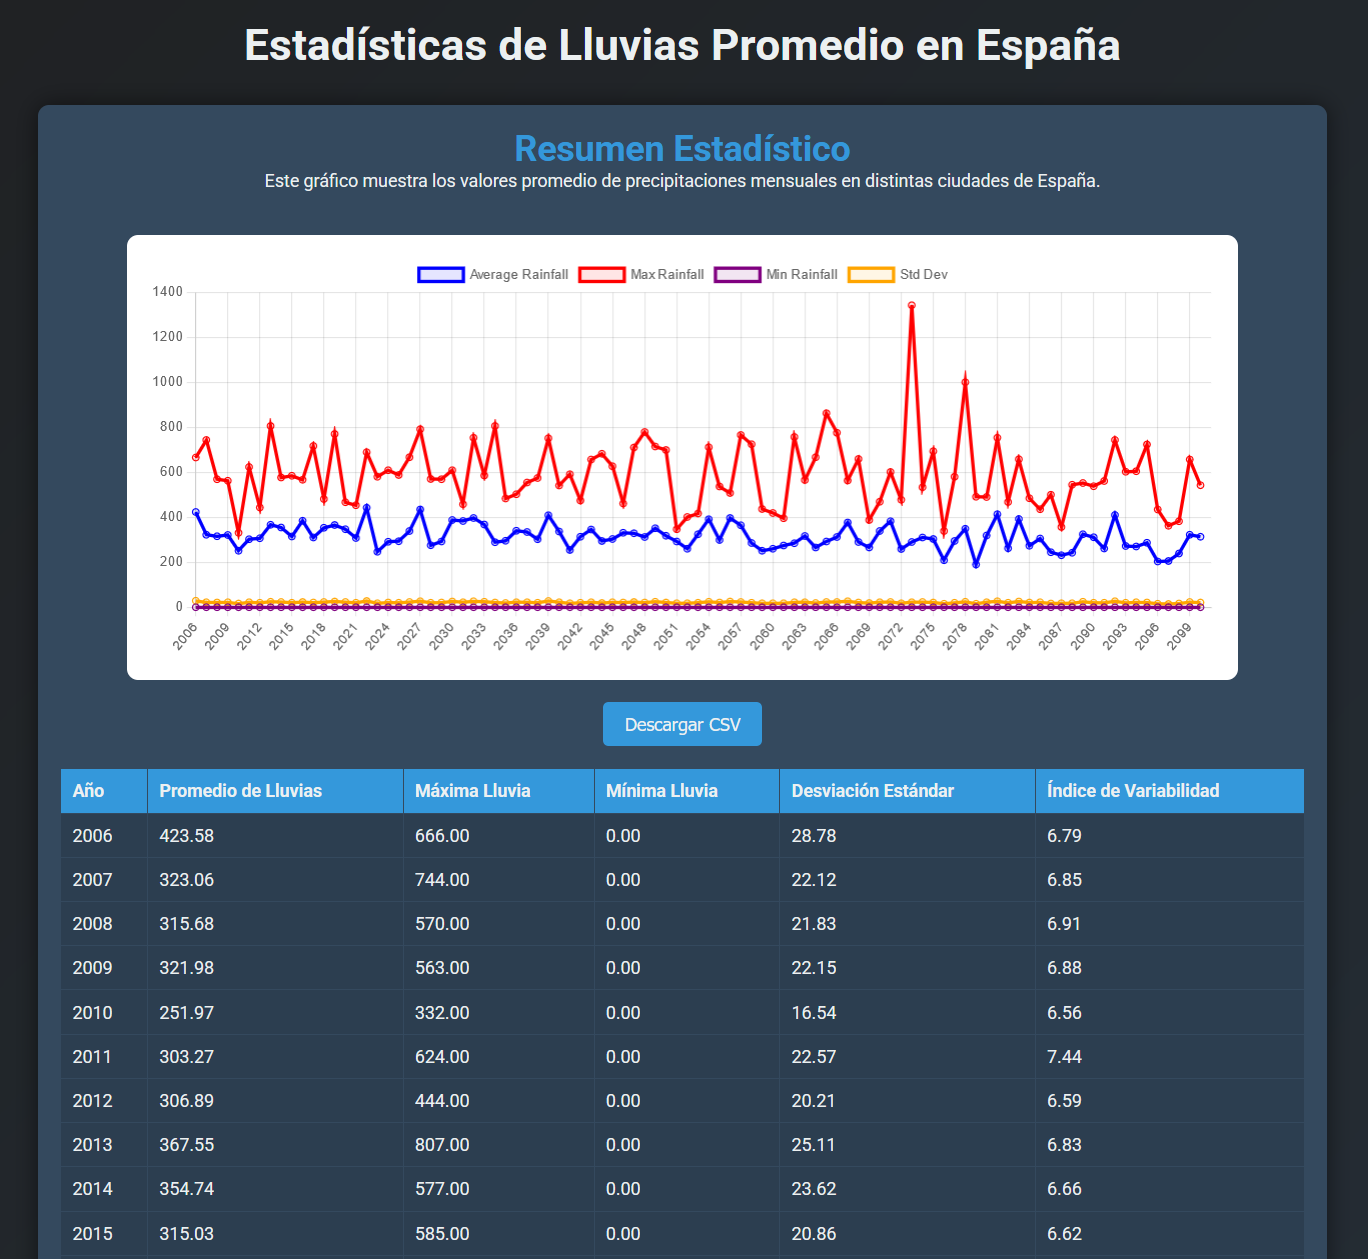 Estadísticas de Lluvias Promedio en España
Resumen Estadístico
Este gráfico muestra los valores promedio de precipitaciones mensuales en distintas ciudades de España.
Average Rainfall Max Rainfall Min Rainfall Std Dev
1400
1200
1000
800
600
400
200
0
2006 2009 2012 2015 2018 2021 2024 2027 2030 2033 2036 2039 2042 2045 2048 2051 2054 2057 2060 2063 2066 2069 2072 2075 2078 2081 2084 2087 2090 2093 2096 2099
Descargar CSV
Año Promedio de Lluvias Máxima Lluvia Mínima Lluvia Desviación Estándar Índice de Variabilidad
2006 423.58 666.00 0.00 28.78 6.79
2007 323.06 744.00 0.00 22.12 6.85
2008 315.68 570.00 0.00 21.83 6.91
2009 321.98 563.00 0.00 22.15 6.88
2010 251.97 332.00 0.00 16.54 6.56
2011 303.27 624.00 0.00 22.57 7.44
2012 306.89 444.00 0.00 20.21 6.59
2013 367.55 807.00 0.00 25.11 6.83
2014 354.74 577.00 0.00 23.62 6.66
2015 315.03 585.00 0.00 20.86 6.62